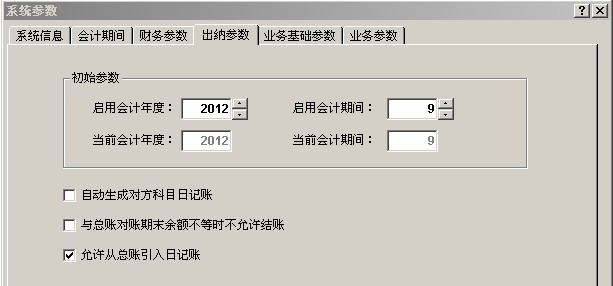 系统参数
系统信息 会计期间 财务参数 出纳参数 业务基础参数 业务参数
初始参数
启用会计年度： 2012 启用会计期间： 9
当前会计年度： 2012 当前会计期间： 9
自动生成对方科目日记账
与总账对账期末余额不等时不允许结账
允许从总账引入日记账